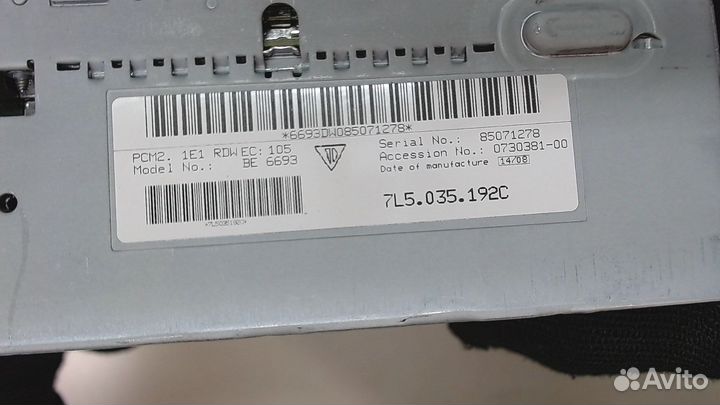 *6693DW085071278*
PCM2. 1E1 RDW EC: 105
Model No.: BE 6693
Serial No.: 85071278
Accession No.: 0730381-00
Date of manufacture 14/08
*7L5035192C*
7L5.035.192C
Avito